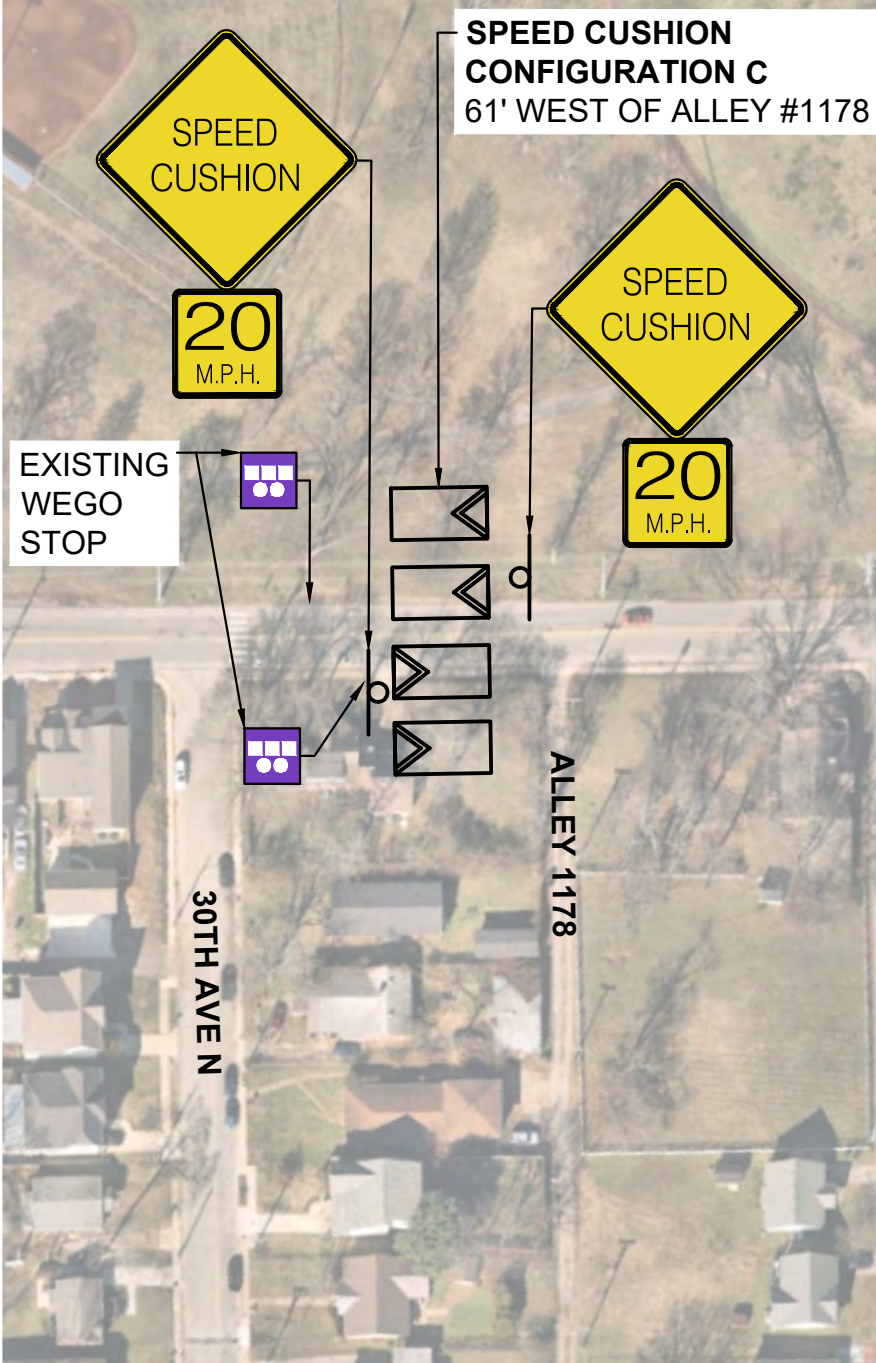 SPEED CUSHION
CONFIGURATION C
61' WEST OF ALLEY #1178
SPEED
CUSHION
20
M.P.H.
SPEED
CUSHION
20
M.P.H.
EXISTING
WEGO
STOP
ALLEY 1178
30TH AVE N